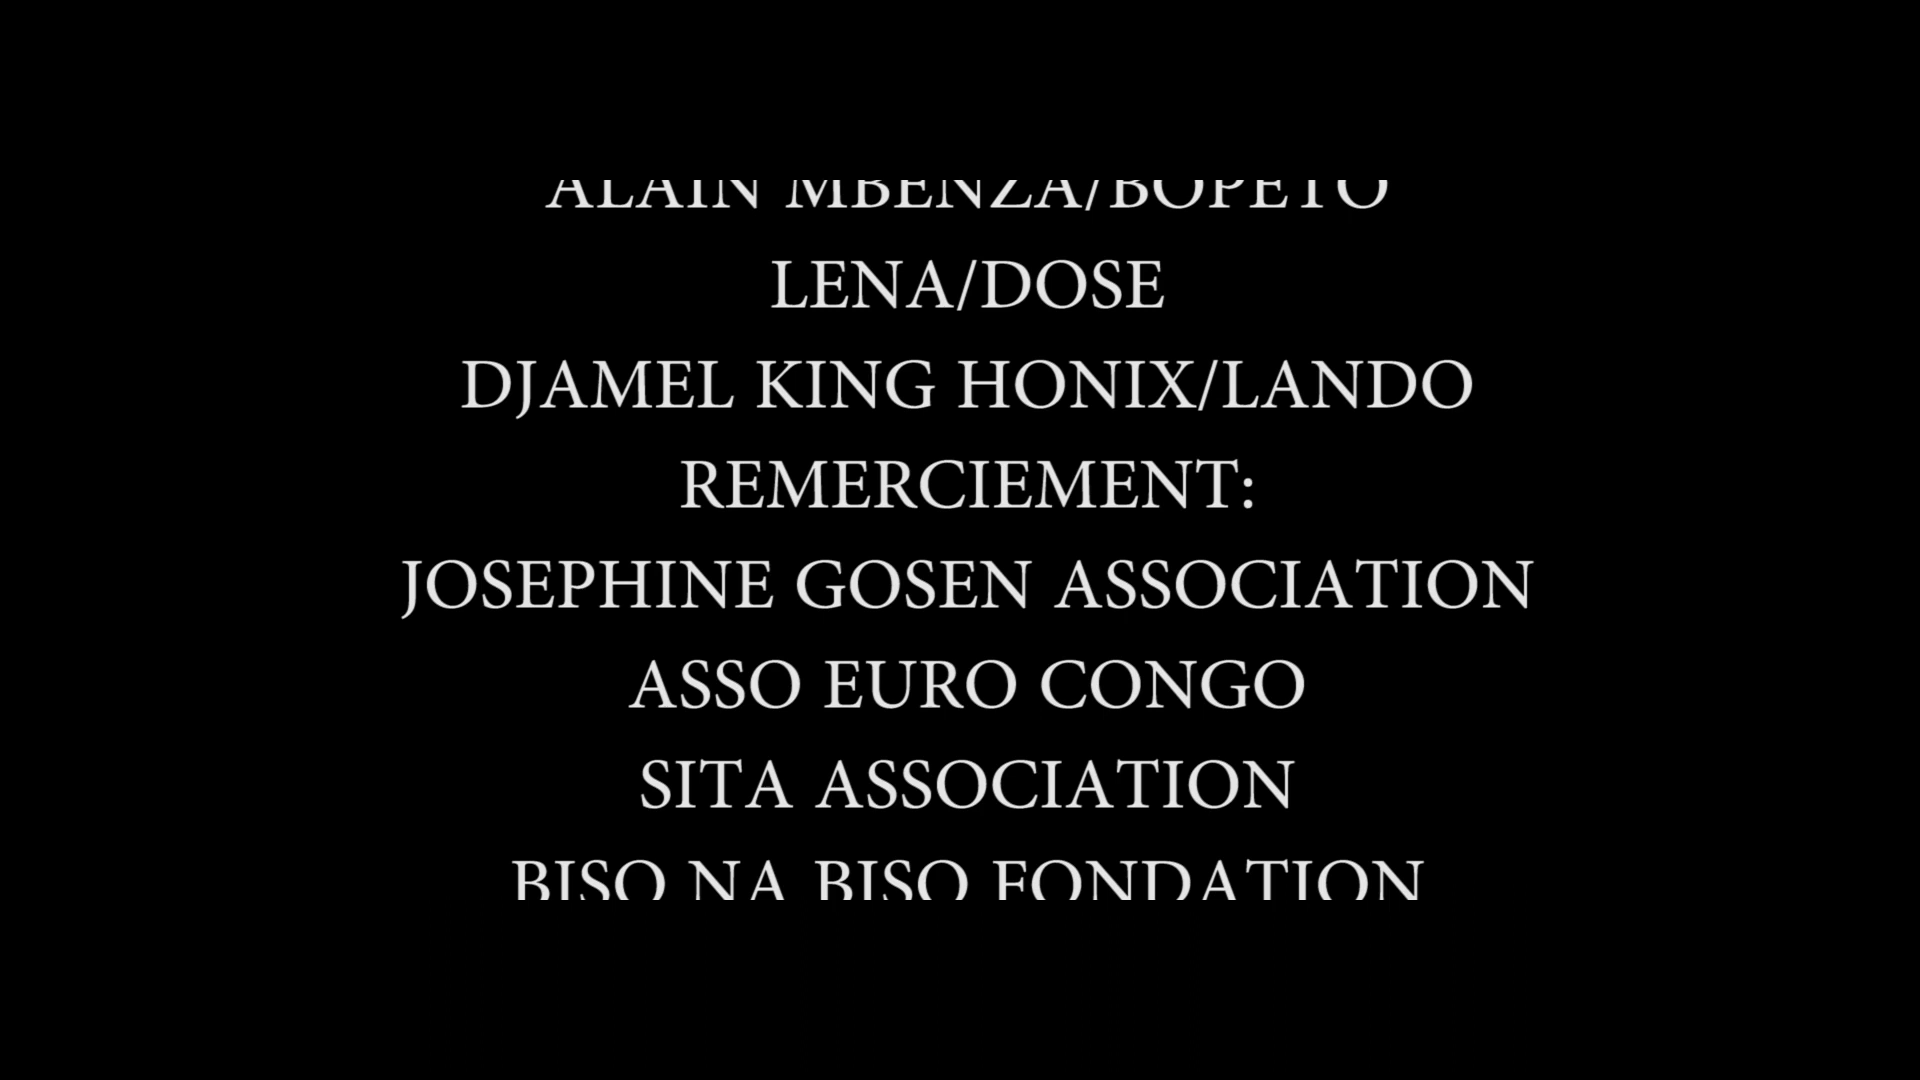 ALAIN MBENZA/BOPETO
LENA/DOSE
DJAMEL KING HONIX/LANDO
REMERCIEMENT:
JOSEPHINE GOSEN ASSOCIATION
ASSO EURO CONGO
SITA ASSOCIATION
BISO NA BISO FONDATION